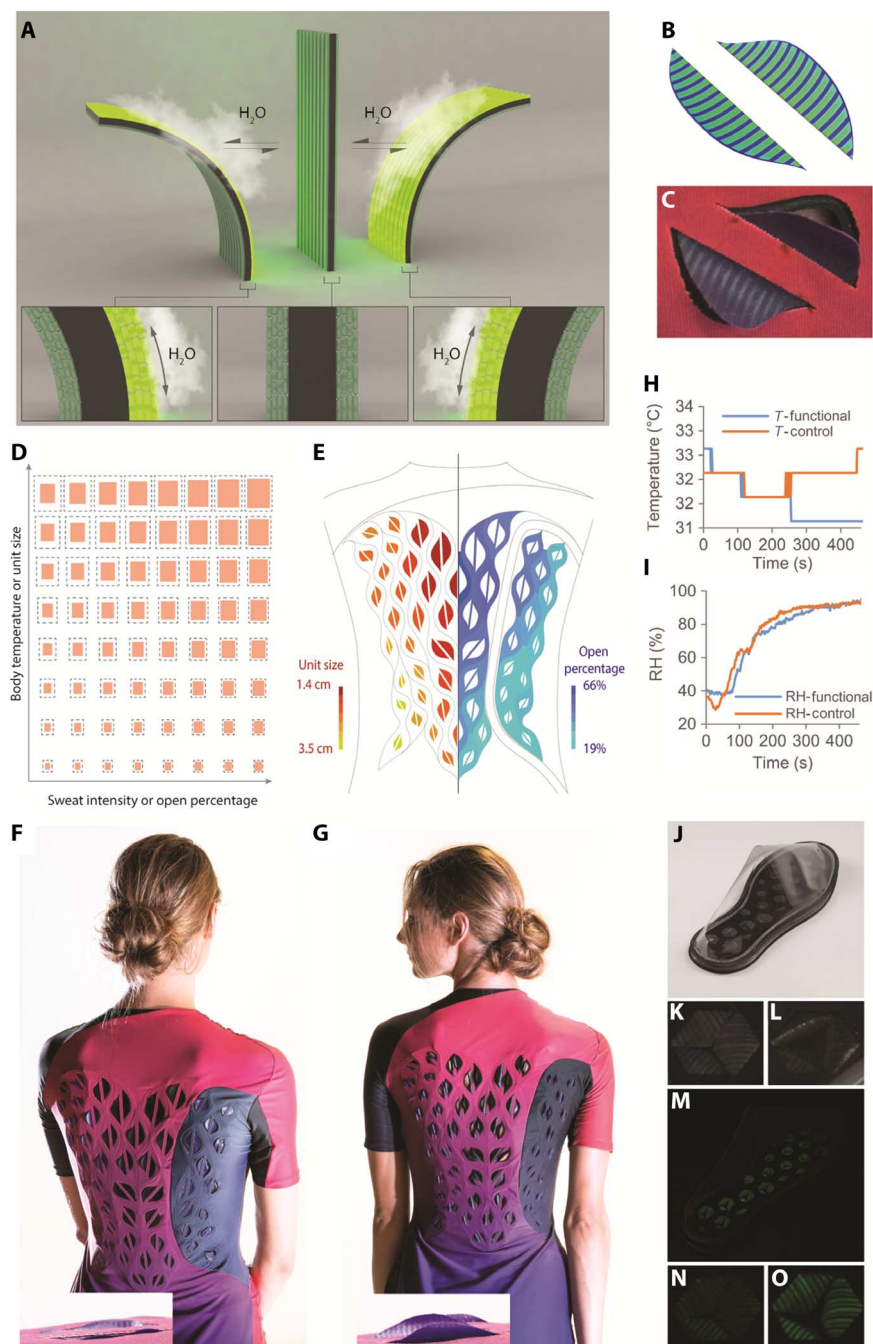 A
H2O
H2O
H2O
H2O
B
C
D
Body temperature or unit size
Sweat intensity or open percentage
E
Unit size
1.4 cm
3.5 cm
Open
percentage
66%
19%
H
Temperature (°C)
34
33
33
32
32
31
T-functional
T-control
0 100 200 300 400
Time (s)
I
RH (%)
100
80
60
40
20
RH-functional
RH-control
0 100 200 300 400
Time (s)
F
G
J
K
L
M
N
O